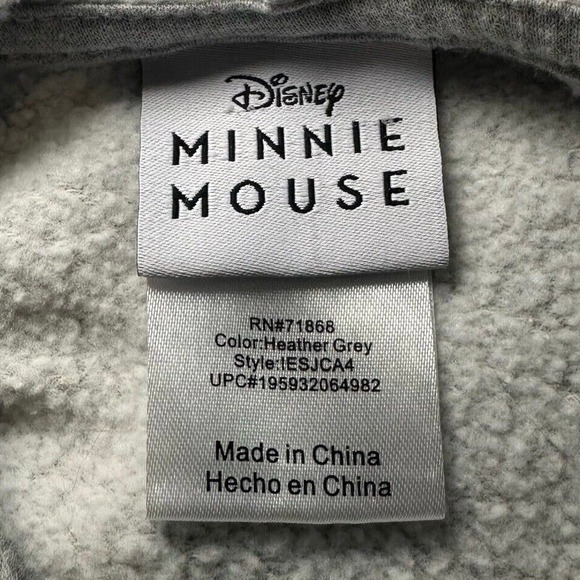 Disney
MINNIE
MOUSE
RN#71868
Color:Heather Grey
Style:IESJCA4
UPC#195932064982
Made in China
Hecho en China